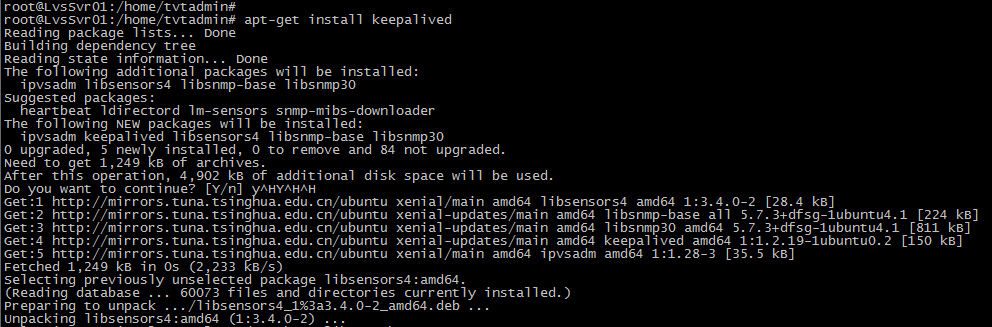 root@LvsSvr01:/home/tvtadmin#
root@LvsSvr01:/home/tvtadmin# apt-get install keepalived
Reading package lists... Done
Building dependency tree
Reading state information... Done
The following additional packages will be installed:
  ipvsadm libsensors4 libsnmp-base libsnmp30
Suggested packages:
  heartbeat ldirectord lm-sensors snmp-mibs-downloader
The following NEW packages will be installed:
  ipvsadm keepalived libsensors4 libsnmp-base libsnmp30
0 upgraded, 5 newly installed, 0 to remove and 84 not upgraded.
Need to get 1,249 kB of archives.
After this operation, 4,902 kB of additional disk space will be used.
Do you want to continue? [Y/n] y^HY^H^H
Get:1 http://mirrors.tuna.tsinghua.edu.cn/ubuntu xenial/main amd64 libsensors4 amd64 1:3.4.0-2 [28.4 kB]
Get:2 http://mirrors.tuna.tsinghua.edu.cn/ubuntu xenial-updates/main amd64 libsnmp-base all 5.7.3+dfsg-1ubuntu4.1 [224 kB]
Get:3 http://mirrors.tuna.tsinghua.edu.cn/ubuntu xenial-updates/main amd64 libsnmp30 amd64 5.7.3+dfsg-1ubuntu4.1 [811 kB]
Get:4 http://mirrors.tuna.tsinghua.edu.cn/ubuntu xenial-updates/main amd64 keepalived amd64 1:1.2.19-1ubuntu0.2 [150 kB]
Get:5 http://mirrors.tuna.tsinghua.edu.cn/ubuntu xenial/main amd64 ipvsadm amd64 1:1.28-3 [35.5 kB]
Fetched 1,249 kB in 0s (2,233 kB/s)
Selecting previously unselected package libsensors4:amd64.
(Reading database ... 60073 files and directories currently installed.)
Preparing to unpack .../libsensors4_1%3a3.4.0-2_amd64.deb ...
Unpacking libsensors4:amd64 (1:3.4.0-2) ...